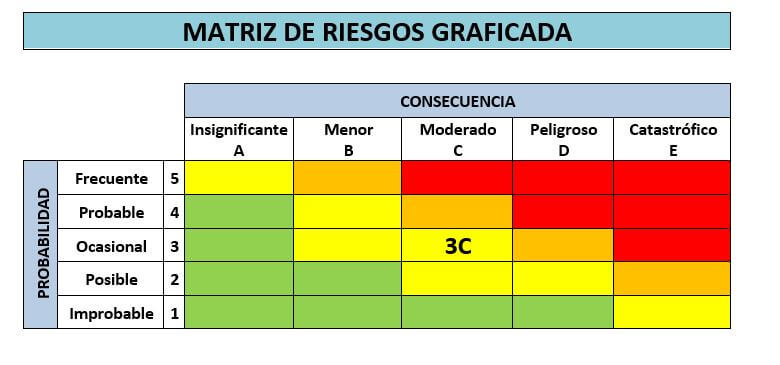 MATRIZ DE RIESGOS GRAFICADA
CONSECUENCIA
Insignificante Menor Moderado Peligroso Catastrófico
A B C D E
PROBABILIDAD
Frecuente 5
Probable 4
Ocasional 3 3C
Posible 2
Improbable 1